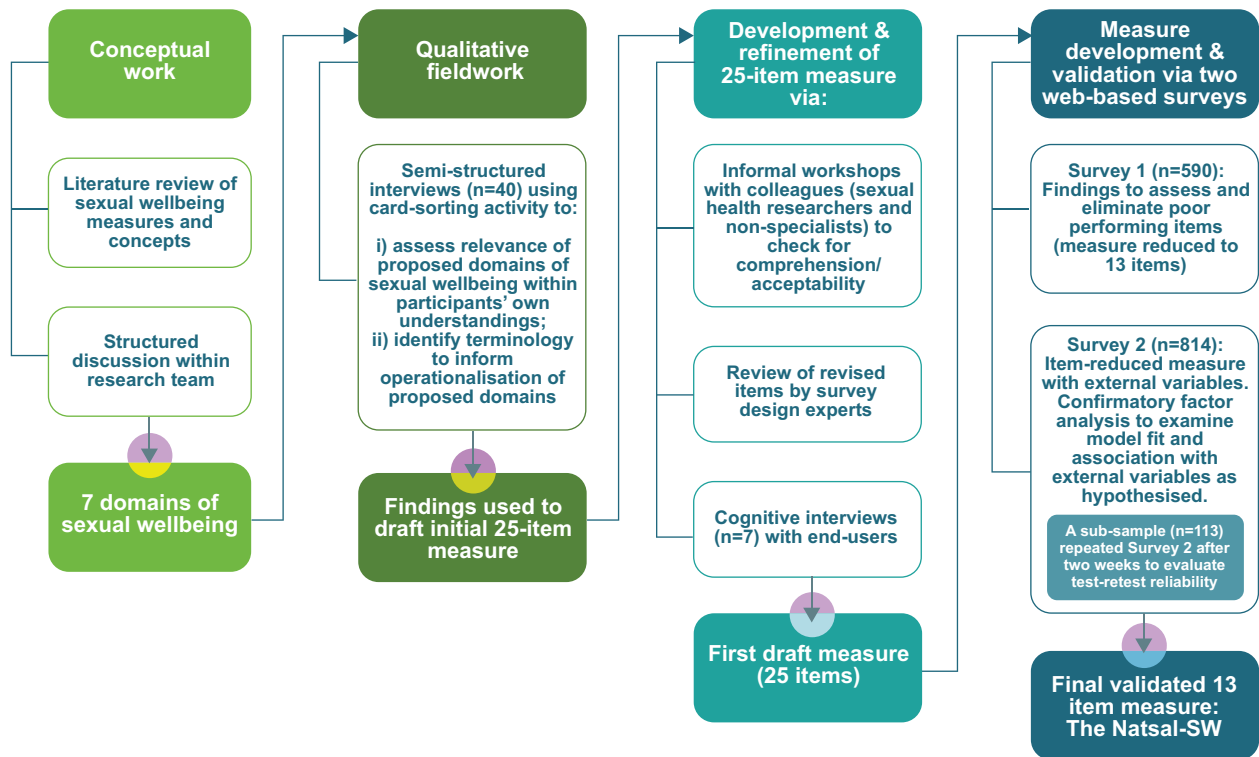 Conceptual
work
Literature review of
sexual wellbeing
measures and
concepts
Structured
discussion within
research team
7 domains of
sexual wellbeing
Qualitative
fieldwork
Semi-structured
interviews (n=40) using
card-sorting activity to:
i) assess relevance of
proposed domains of
sexual wellbeing within
participants’ own
understandings;
ii) identify terminology
to inform
operationalisation of
proposed domains
Findings used to
draft initial 25-item
measure
Development &
refinement of
25-item measure
via:
Informal workshops
with colleagues (sexual
health researchers and
non-specialists) to
check for
comprehension/
acceptability
Review of revised
items by survey
design experts
Cognitive interviews
(n=7) with end-users
First draft measure
(25 items)
Measure
development &
validation via two
web-based surveys
Survey 1 (n=590):
Findings to assess and
eliminate poor
performing items
(measure reduced to
13 items)
Survey 2 (n=814):
Item-reduced measure
with external variables.
Confirmatory factor
analysis to examine
model fit and
association with
external variables as
hypothesised.
A sub-sample (n=113)
repeated Survey 2 after
two weeks to evaluate
test-retest reliability
Final validated 13
item measure:
The Natsal-SW